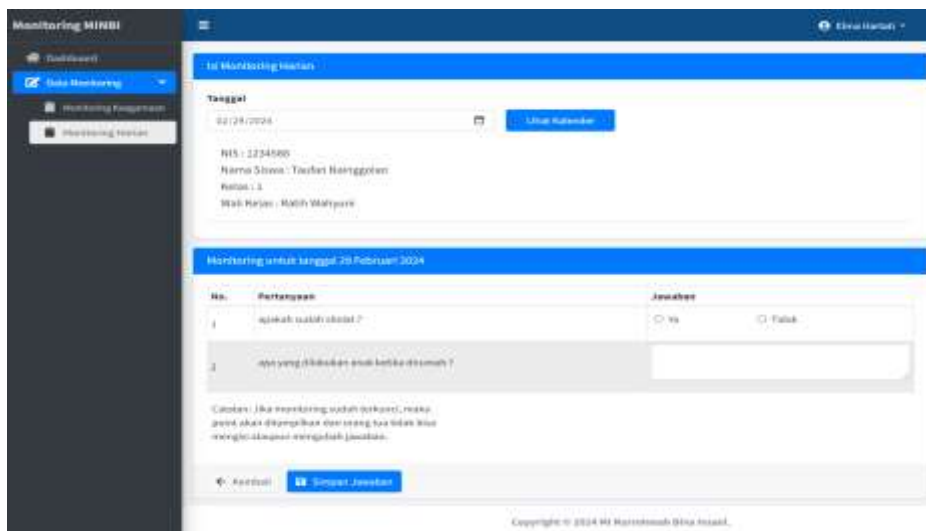 Monitoring MINBI
Elma Hartati
Dashboard
Data Monitoring
Monitoring Keagamaan
Monitoring Harian
Isi Monitoring Harian
Tanggal
02/29/2024
Lihat Kalender
NIS : 1234566
Nama Siswa : Taufan Nainggolan
Kelas : 1
Wali Kelas : Ratih Wahyuni
Monitoring untuk tanggal 29 Februari 2024
No. Pertanyaan Jawaban
1 apakah sudah sholat ? Ya Tidak
2 apa yang dilakukan anak ketika dirumah ?
Catatan: Jika monitoring sudah terkunci, maka
point akan ditampilkan dan orang tua tidak bisa
mengisi ataupun mengubah jawaban.
Kembali Simpan Jawaban
Copyright © 2024 MI Bina Insani.